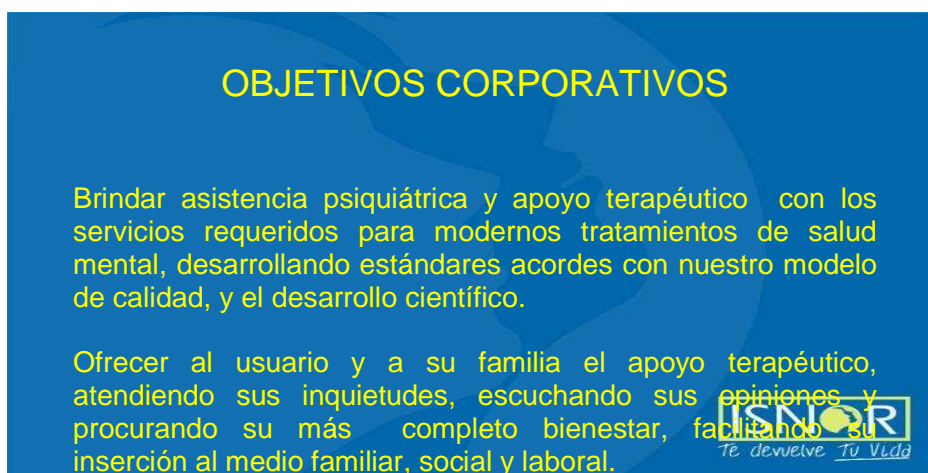 OBJETIVOS CORPORATIVOS
Brindar asistencia psiquiátrica y apoyo terapéutico con los
servicios requeridos para modernos tratamientos de salud
mental, desarrollando estándares acordes con nuestro modelo
de calidad, y el desarrollo científico.
Ofrecer al usuario y a su familia el apoyo terapéutico,
atendiendo sus inquietudes, escuchando sus opiniones y
procurando su más completo bienestar, facilitando su
inserción al medio familiar, social y laboral.
ISNOR
Te devuelve Tu Vida